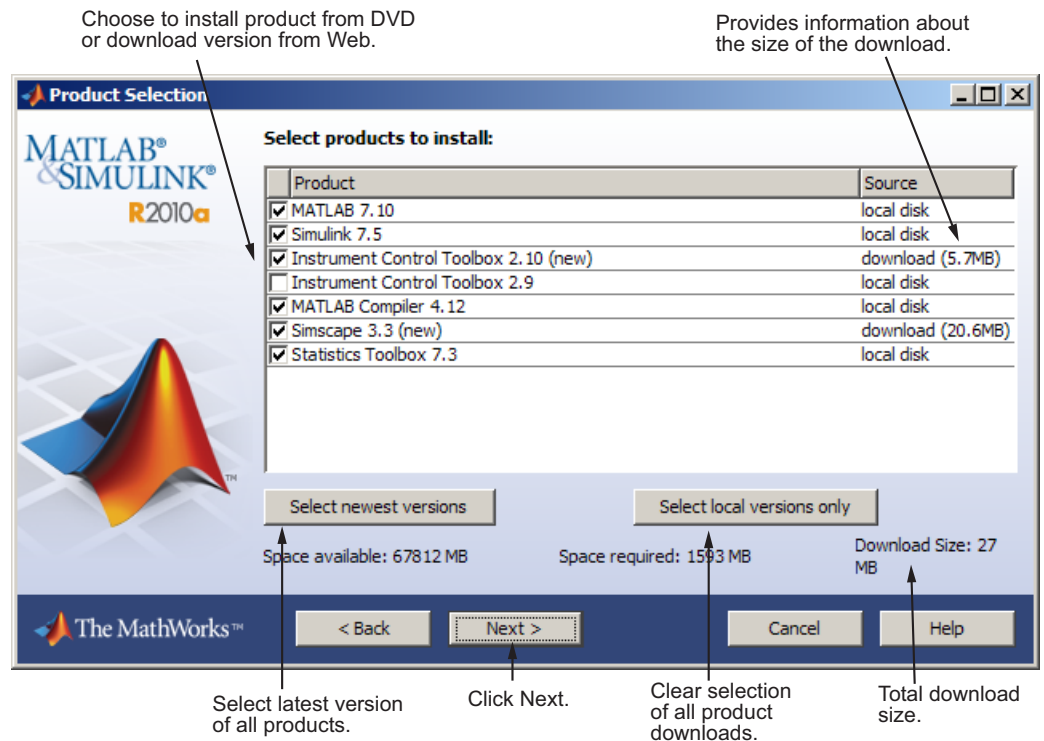 Choose to install product from DVD
or download version from Web.
Provides information about
the size of the download.
Product Selection
MATLAB®
&SIMULINK®
R2010a
Select products to install:
Product Source
MATLAB 7.10 local disk
Simulink 7.5 local disk
Instrument Control Toolbox 2.10 (new) download (5.7MB)
Instrument Control Toolbox 2.9 local disk
MATLAB Compiler 4.12 local disk
Simscape 3.3 (new) download (20.6MB)
Statistics Toolbox 7.3 local disk
TM
Select newest versions Select local versions only
Space available: 67812 MB Space required: 1593 MB Download Size: 27
MB
The MathWorks™ < Back Next > Cancel Help
Select latest version
of all products.
Click Next.
Clear selection
of all product
downloads.
Total download
size.